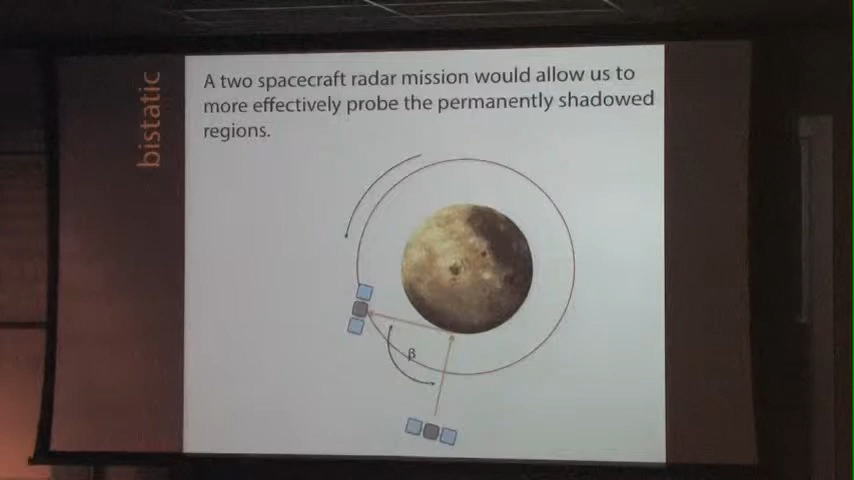 bistatic
A two spacecraft radar mission would allow us to
more effectively probe the permanently shadowed
regions.
β